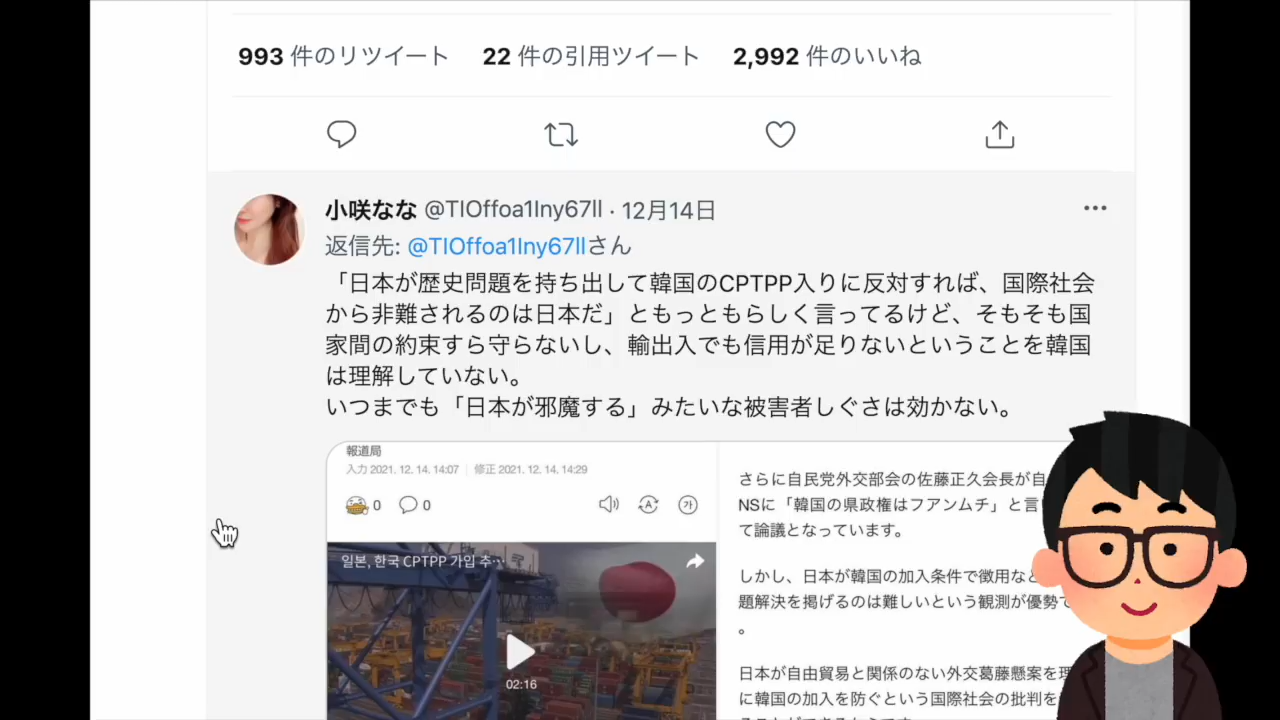 993 件のリツイート 22 件の引用ツイート 2,992 件のいいね
小咲なな @TIOffoa1Iny67ll · 12月14日
返信先: @TIOffoa1Iny67llさん
「日本が歴史問題を持ち出して韓国のCPTPP入りに反対すれば、国際社会
から非難されるのは日本だ」ともっともらしく言ってるけど、そもそも国
家間の約束すら守らないし、輸出入でも信用が足りないということを韓国
は理解していない。
いつまでも「日本が邪魔する」みたいな被害者しぐさは効かない。
報道局
入力 2021. 12. 14. 14:07 修正 2021. 12. 14. 14:29
0 0 A 가
일본, 한국 CPTPP 가입 추…
02:16
さらに自民党外交部会の佐藤正久会長が自
NSに「韓国の県政権はフアンムチ」と言
て論議となっています。
しかし、日本が韓国の加入条件で徴用など
題解決を掲げるのは難しいという観測が優勢で
。
日本が自由貿易と関係のない外交葛藤懸案を理
に韓国の加入を防ぐという国際社会の批判を